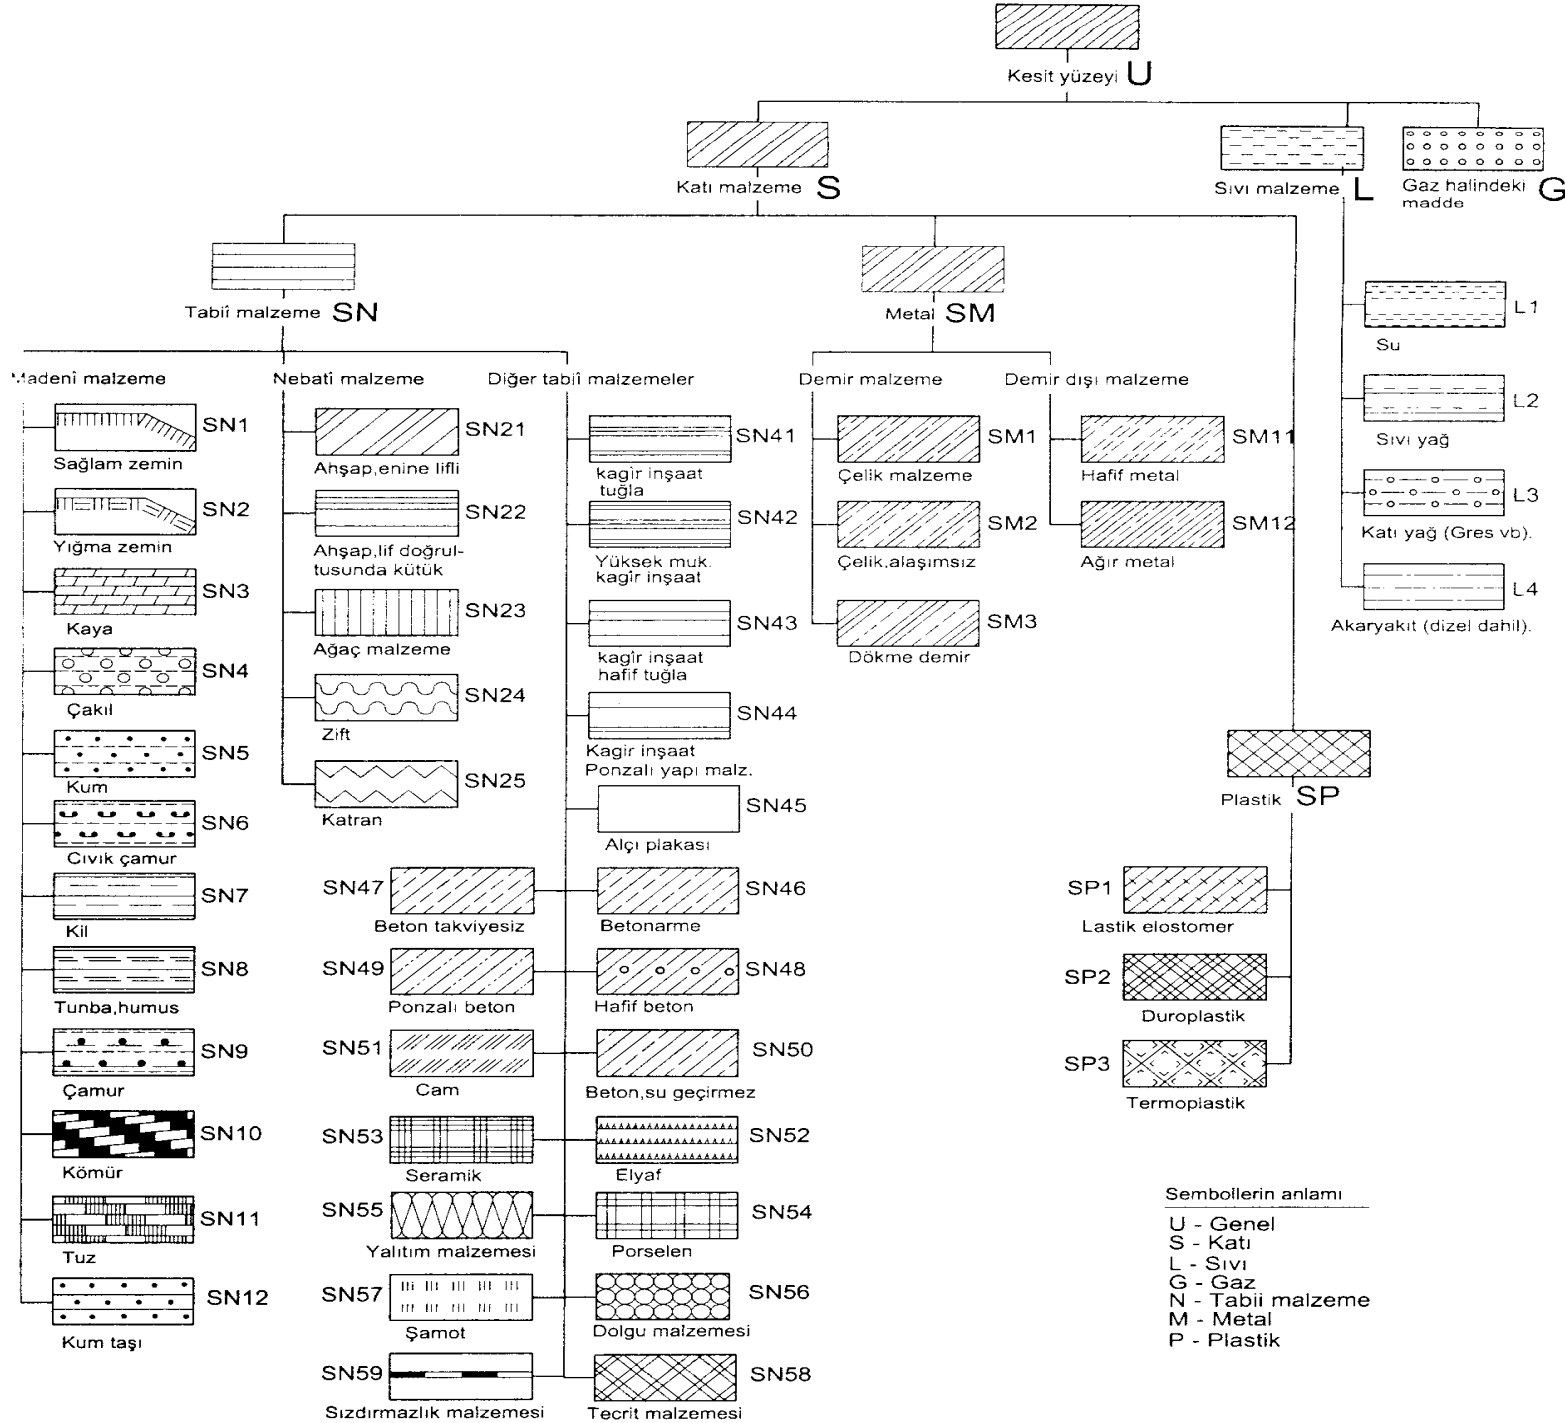 Kesit yüzeyi U
Katı malzeme S
Sıvı malzeme L
Gaz halindeki G
madde
Tabiî malzeme SN
Metal SM
L1
Su
L2
Sıvı yağ
L3
Katı yağ (Gres vb).
L4
Akaryakıt (dizel dahil).
Madenî malzeme
SN1
Sağlam zemin
SN2
Yığma zemin
SN3
Kaya
SN4
Çakıl
SN5
Kum
SN6
Cıvık çamur
SN7
Kil
SN8
Tunba,humus
SN9
Çamur
SN10
Kömür
SN11
Tuz
SN12
Kum taşı
Nebatî malzeme
SN21
Ahşap,enine lifli
SN22
Ahşap,lif doğrul-
tusunda kütük
SN23
Ağaç malzeme
SN24
Zift
SN25
Katran
Diğer tabiî malzemeler
SN41
kagîr inşaat
tuğla
SN42
Yüksek muk.
kagîr inşaat
SN43
kagîr inşaat
hafif tuğla
SN44
Kagir inşaat
Ponzalı yapı malz.
SN45
Alçı plakası
SN47
Beton takviyesiz
SN46
Betonarme
SN49
Ponzalı beton
SN48
Hafif beton
SN51
Cam
SN50
Beton,su geçirmez
SN53
Seramik
SN52
Elyaf
SN55
Yalıtım malzemesi
SN54
Porselen
SN57
Şamot
SN56
Dolgu malzemesi
SN59
Sızdırmazlık malzemesi
SN58
Tecrit malzemesi
Demir malzeme
SM1
Çelik malzeme
SM2
Çelik,alaşımsız
SM3
Dökme demir
Demir dışı malzeme
SM11
Hafif metal
SM12
Ağır metal
Plastik SP
SP1
Lastik elostomer
SP2
Duroplastik
SP3
Termoplastik
Sembollerin anlamı
U - Genel
S - Katı
L - Sıvı
G - Gaz
N - Tabii malzeme
M - Metal
P - Plastik